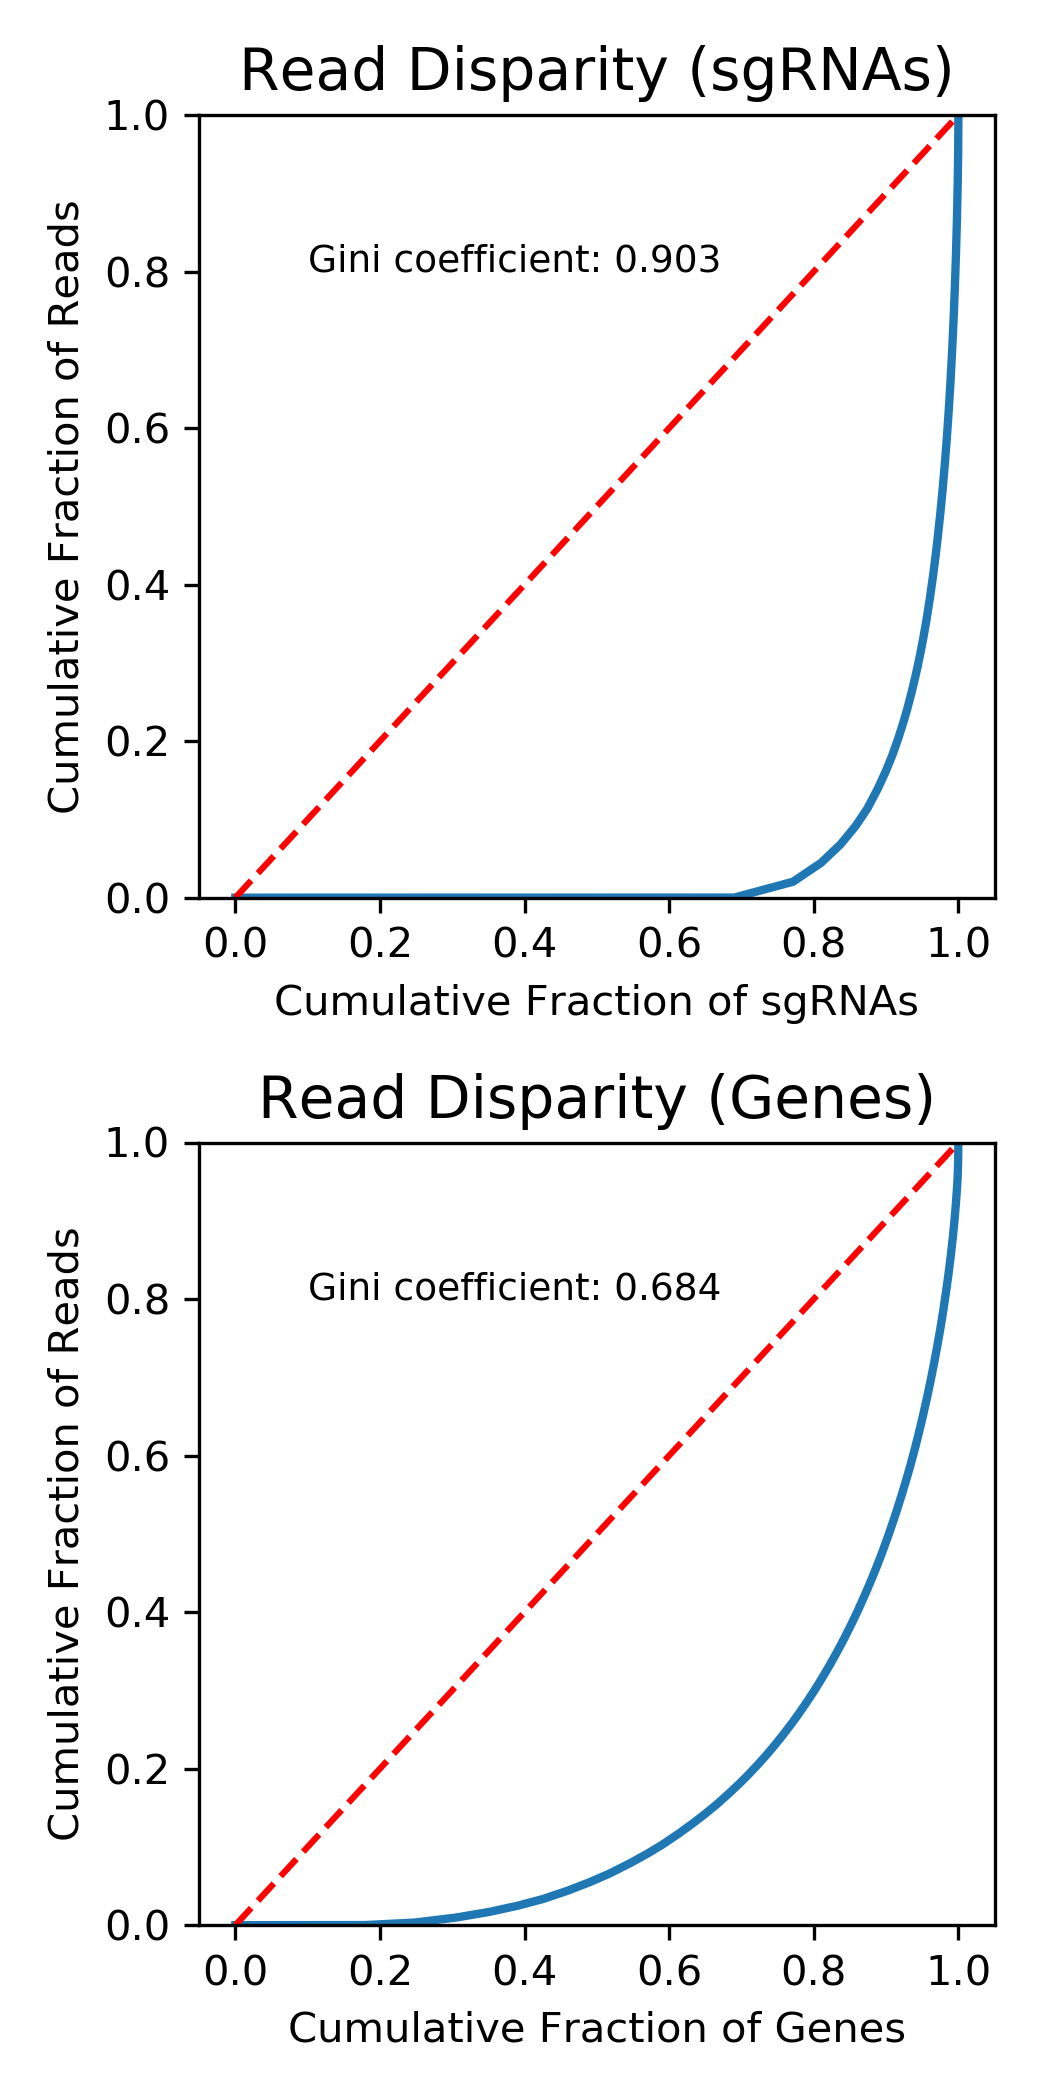 Read Disparity (sgRNAs)
1.0
0.8
0.6
0.4
0.2
0.0
Cumulative Fraction of Reads
Gini coefficient: 0.903
0.0 0.2 0.4 0.6 0.8 1.0
Cumulative Fraction of sgRNAs
Read Disparity (Genes)
1.0
0.8
0.6
0.4
0.2
0.0
Cumulative Fraction of Reads
Gini coefficient: 0.684
0.0 0.2 0.4 0.6 0.8 1.0
Cumulative Fraction of Genes